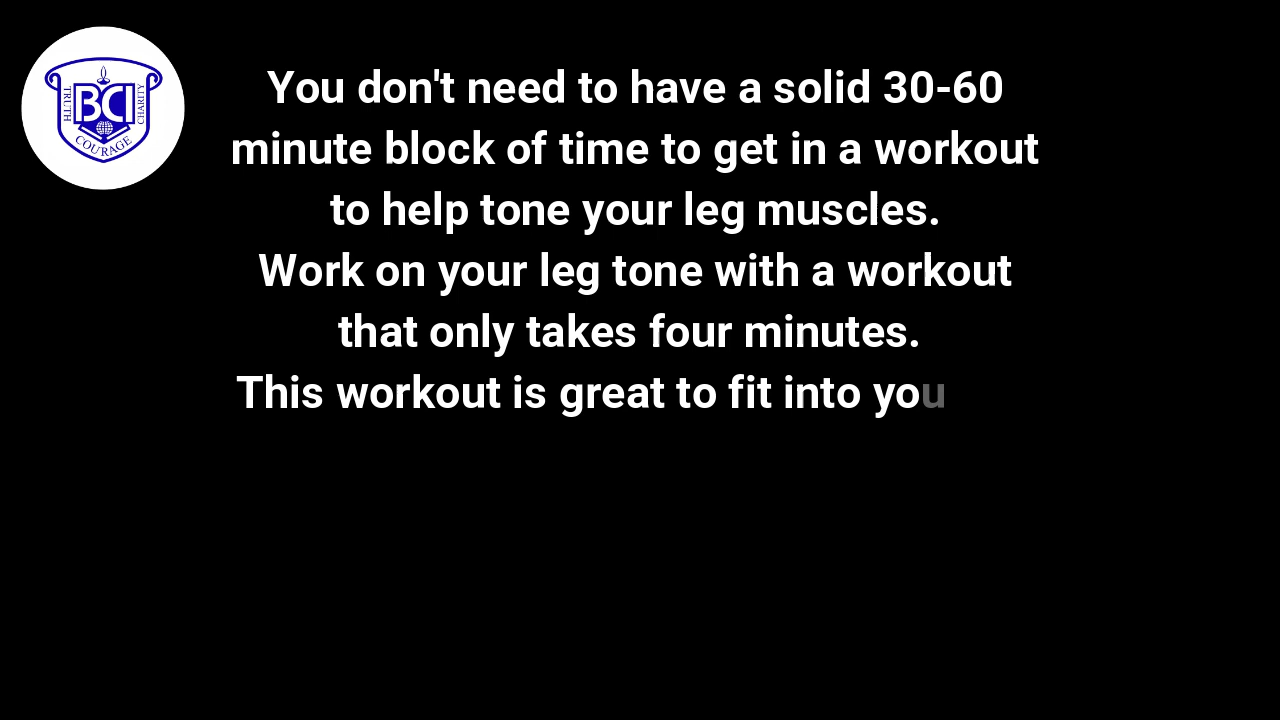 You don't need to have a solid 30-60
minute block of time to get in a workout
to help tone your leg muscles.
Work on your leg tone with a workout
that only takes four minutes.
This workout is great to fit into you
BCI
TRUTH
CHARITY
COURAGE